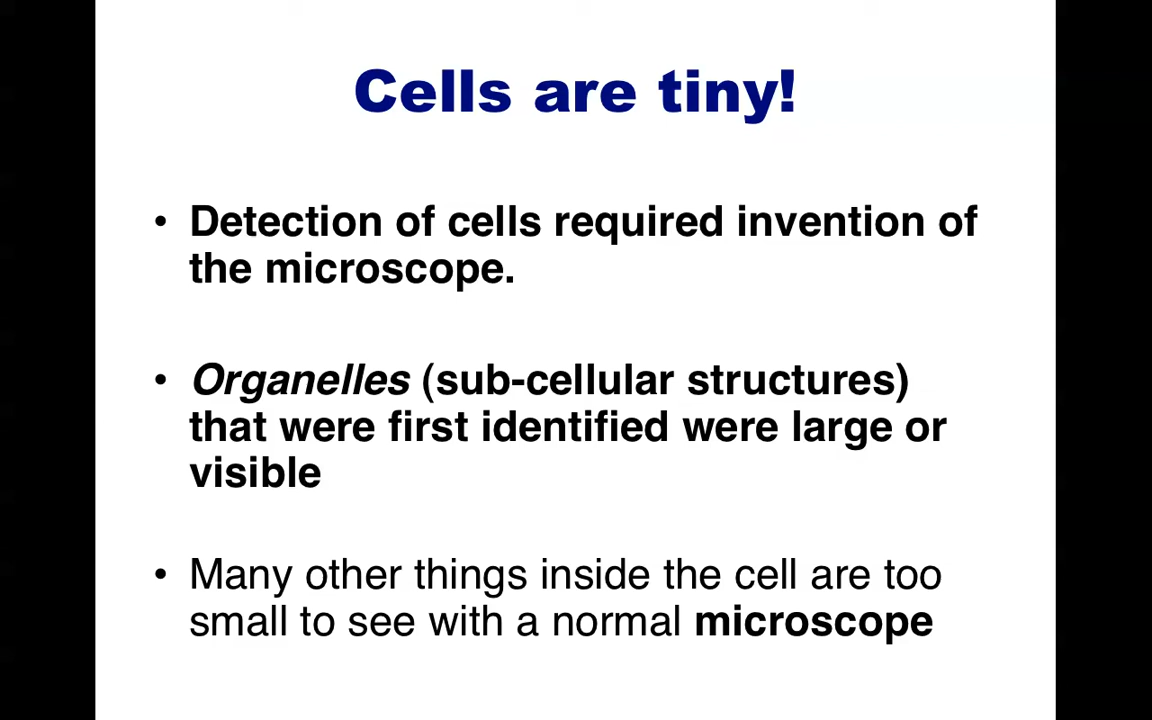 Cells are tiny!
• Detection of cells required invention of
the microscope.
• Organelles (sub-cellular structures)
that were first identified were large or
visible
• Many other things inside the cell are too
small to see with a normal microscope